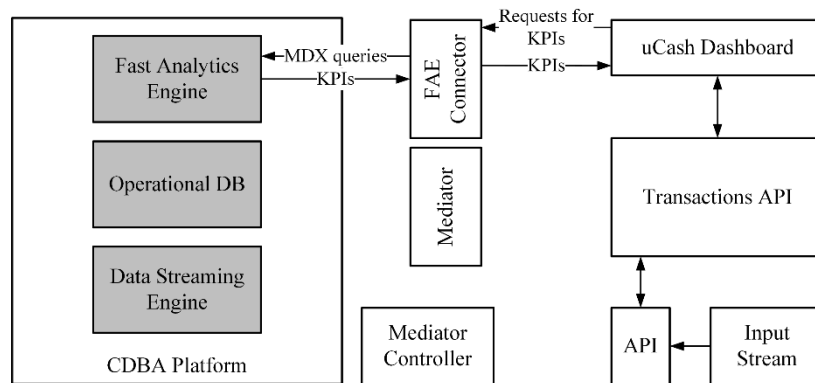 Fast Analytics
Engine
MDX queries
KPIs
FAE
Connector
Requests for
KPIs
KPIs
uCash Dashboard
Operational DB
Mediator
Transactions API
Data Streaming
Engine
CDBA Platform
Mediator
Controller
API
Input
Stream